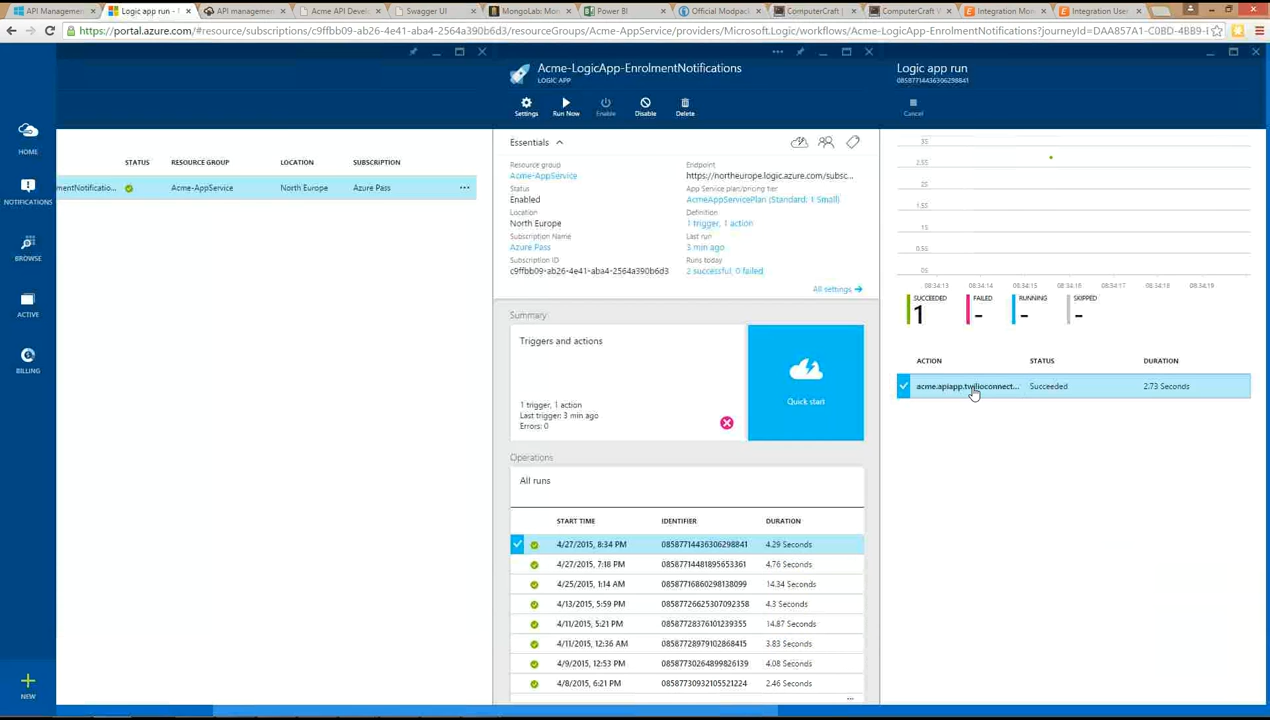 API Managemen
Logic app run -
API managemen
Acme API Devel
Swagger UI
MongoLab: Mon
Power BI
Official Modpack
ComputerCraft |
ComputerCraft W
Integration Mon
Integration User
https://portal.azure.com/#resource/subscriptions/c9ffbb09-ab26-4e41-aba4-2564a390b6d3/resourceGroups/Acme-AppService/providers/Microsoft.Logic/workflows/Acme-LogicApp-EnrolmentNotifications?journeyId=DAA857A1-C0BD-4BB9-
HOME
NOTIFICATIONS
BROWSE
ACTIVE
BILLING
NEW
STATUS RESOURCE GROUP LOCATION SUBSCRIPTION
mentNotificatio... Acme-AppService North Europe Azure Pass ...
Acme-LogicApp-EnrolmentNotifications
LOGIC APP
Settings Run Now Enable Disable Delete
Essentials
Resource group
Acme-AppService
Status
Enabled
Location
North Europe
Subscription Name
Azure Pass
Subscription ID
c9ffbb09-ab26-4e41-aba4-2564a390b6d3
Endpoint
https://northeurope.logic.azure.com/subsc...
App Service plan/pricing tier
AcmeAppServicePlan (Standard: 1 Small)
Definition
1 trigger, 1 action
Last run
3 min ago
Runs today
2 successful, 0 failed
All settings
Summary
Triggers and actions
1 trigger, 1 action
Last trigger: 3 min ago
Errors: 0
Quick start
Operations
All runs
START TIME IDENTIFIER DURATION
4/27/2015, 8:34 PM 08587714436306298841 4.29 Seconds
4/27/2015, 7:18 PM 08587714481895653361 4.76 Seconds
4/25/2015, 1:14 AM 08587716860298138099 14.34 Seconds
4/13/2015, 5:59 PM 08587726625307092358 4.3 Seconds
4/11/2015, 5:21 PM 08587728376101239355 14.87 Seconds
4/11/2015, 12:36 AM 08587728979102868415 3.83 Seconds
4/9/2015, 12:53 PM 08587730264899826139 4.08 Seconds
4/8/2015, 6:21 PM 08587730932105521224 2.46 Seconds
...
Logic app run
08587714436306298841
Cancel
3S
2.5S
2S
1.5S
1S
0.5S
0S
08:34:13 08:34:14 08:34:15 08:34:16 08:34:17 08:34:18 08:34:19
SUCCEEDED FAILED RUNNING SKIPPED
1 - - -
ACTION STATUS DURATION
acme.apiapp.twilioconnect... Succeeded 2.73 Seconds